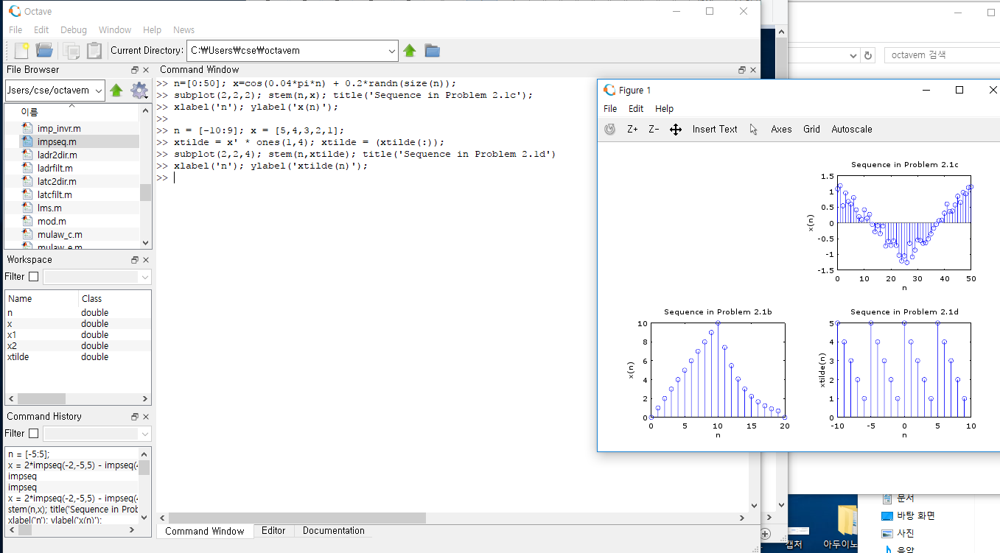 Octave
File Edit Debug Window Help News
Current Directory: C:₩Users₩cse₩octavem
File Browser
Jsers/cse/octavem
이름
imp_invr.m
impseq.m
ladr2dir.m
ladrfilt.m
latc2dir.m
latcfilt.m
lms.m
mod.m
mulaw_c.m
mulaw_e.m
Workspace
Filter
Name Class
n double
x double
x1 double
x2 double
xtilde double
Command History
Filter
n = [-5:5];
x = 2*impseq(-2,-5,5) - impseq(4
impseq
impseq
x = 2*impseq(-2,-5,5) - impseq(4
stem(n,x); title('Sequence in Prob
xlabel('n'); ylabel('x(n)');
Command Window
>> n=[0:50]; x=cos(0.04*pi*n) + 0.2*randn(size(n));
>> subplot(2,2,2); stem(n,x); title('Sequence in Problem 2.1c');
>> xlabel('n'); ylabel('x(n)');
>>
>> n = [-10:9]; x = [5,4,3,2,1];
>> xtilde = x' * ones(1,4); xtilde = (xtilde(:));
>> subplot(2,2,4); stem(n,xtilde); title('Sequence in Problem 2.1d')
>> xlabel('n'); ylabel('xtilde(n)');
>>
Command Window Editor Documentation
octavem 검색
Figure 1
File Edit Help
Z+ Z- Insert Text Axes Grid Autoscale
Sequence in Problem 2.1c
1.5
1
0.5
0
-0.5
-1
-1.5
x(n)
0 10 20 30 40 50
n
Sequence in Problem 2.1b
10
8
6
4
2
0
x(n)
0 5 10 15 20
n
Sequence in Problem 2.1d
5
4
3
2
1
0
xtilde(n)
-10 -5 0 5 10
n
문서
바탕 화면
사진
음악
캡처
아두이노